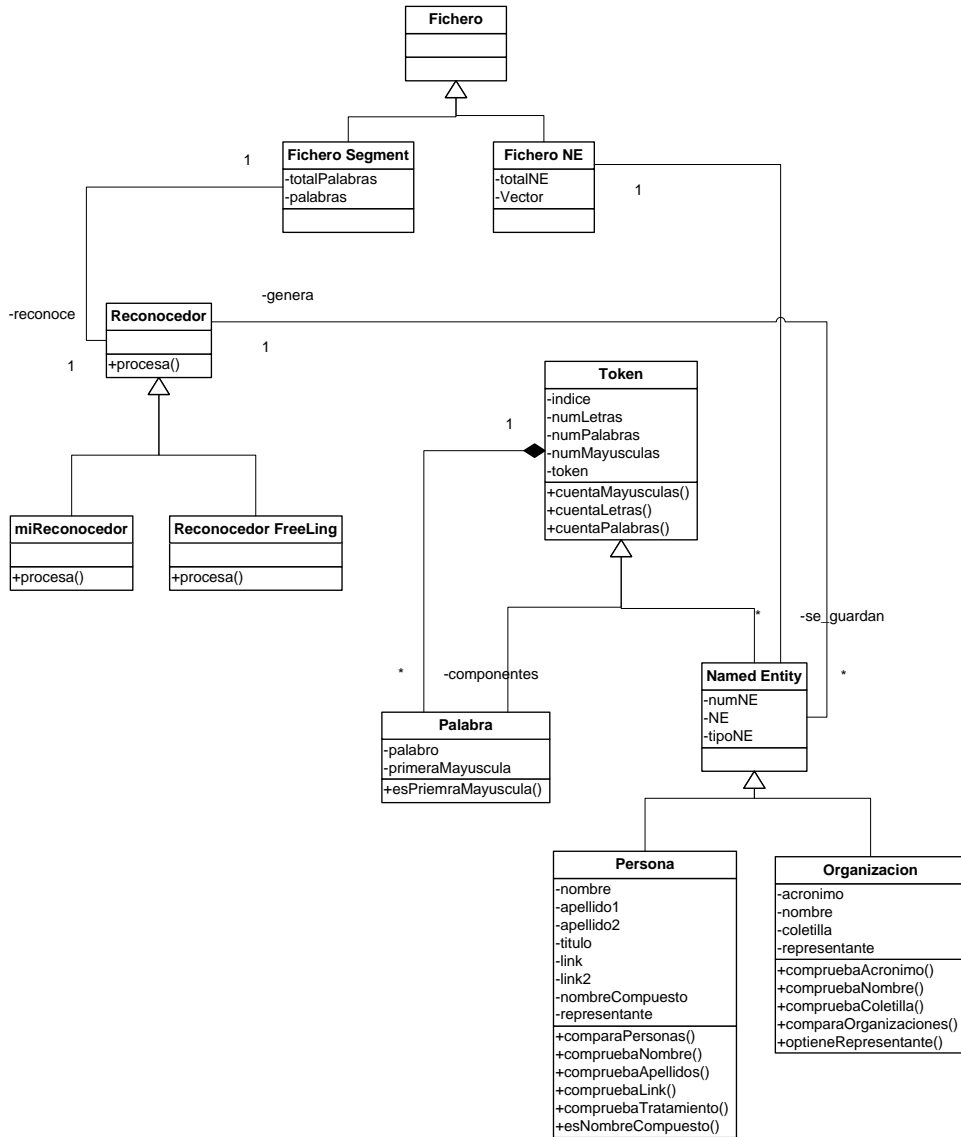 Fichero
1
Fichero Segment
-totalPalabras
-palabras
Fichero NE
-totalNE
-Vector
1
-reconoce
Reconocedor
+procesa()
1
-genera
1
miReconocedor
+procesa()
Reconocedor FreeLing
+procesa()
Token
-indice
-numLetras
-numPalabras
-numMayusculas
-token
+cuentaMayusculas()
+cuentaLetras()
+cuentaPalabras()
1
*
-componentes
*
-se_guardan
*
Palabra
-palabro
-primeraMayuscula
+esPriemraMayuscula()
Named Entity
-numNE
-NE
-tipoNE
Persona
-nombre
-apellido1
-apellido2
-titulo
-link
-link2
-nombreCompuesto
-representante
+comparaPersonas()
+compruebaNombre()
+compruebaApellidos()
+compruebaLink()
+compruebaTratamiento()
+esNombreCompuesto()
Organizacion
-acronimo
-nombre
-coletilla
-representante
+compruebaAcronimo()
+compruebaNombre()
+compruebaColetilla()
+comparaOrganizaciones()
+optieneRepresentante()